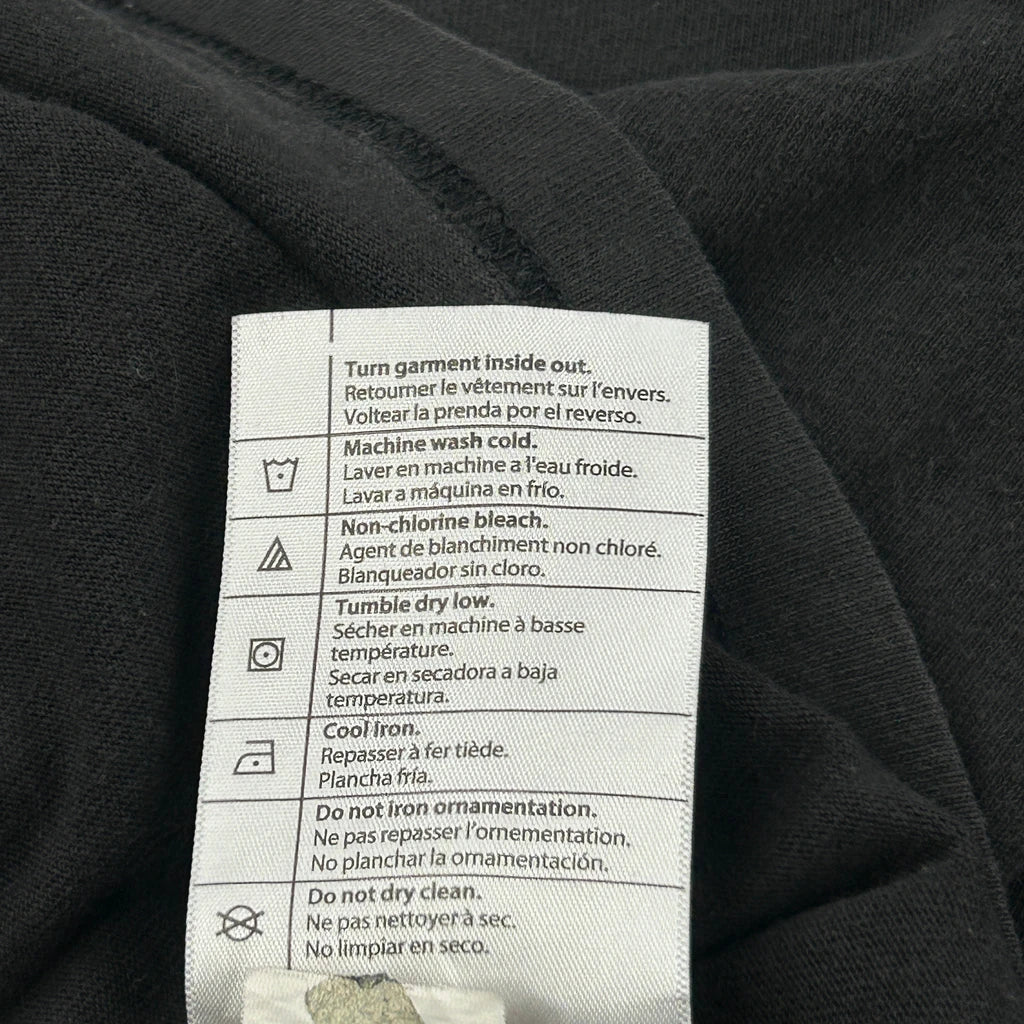 Turn garment inside out.
Retourner le vêtement sur l'envers.
Voltear la prenda por el reverso.
Machine wash cold.
Laver en machine a l'eau froide.
Lavar a máquina en frío.
Non-chlorine bleach.
Agent de blanchiment non chloré.
Blanqueador sin cloro.
Tumble dry low.
Sécher en machine à basse
température.
Secar en secadora a baja
temperatura.
Cool iron.
Repasser à fer tiède.
Plancha fría.
Do not iron ornamentation.
Ne pas repasser l'ornementation.
No planchar la ornamentación.
Do not dry clean.
Ne pas nettoyer à sec.
No limpiar en seco.